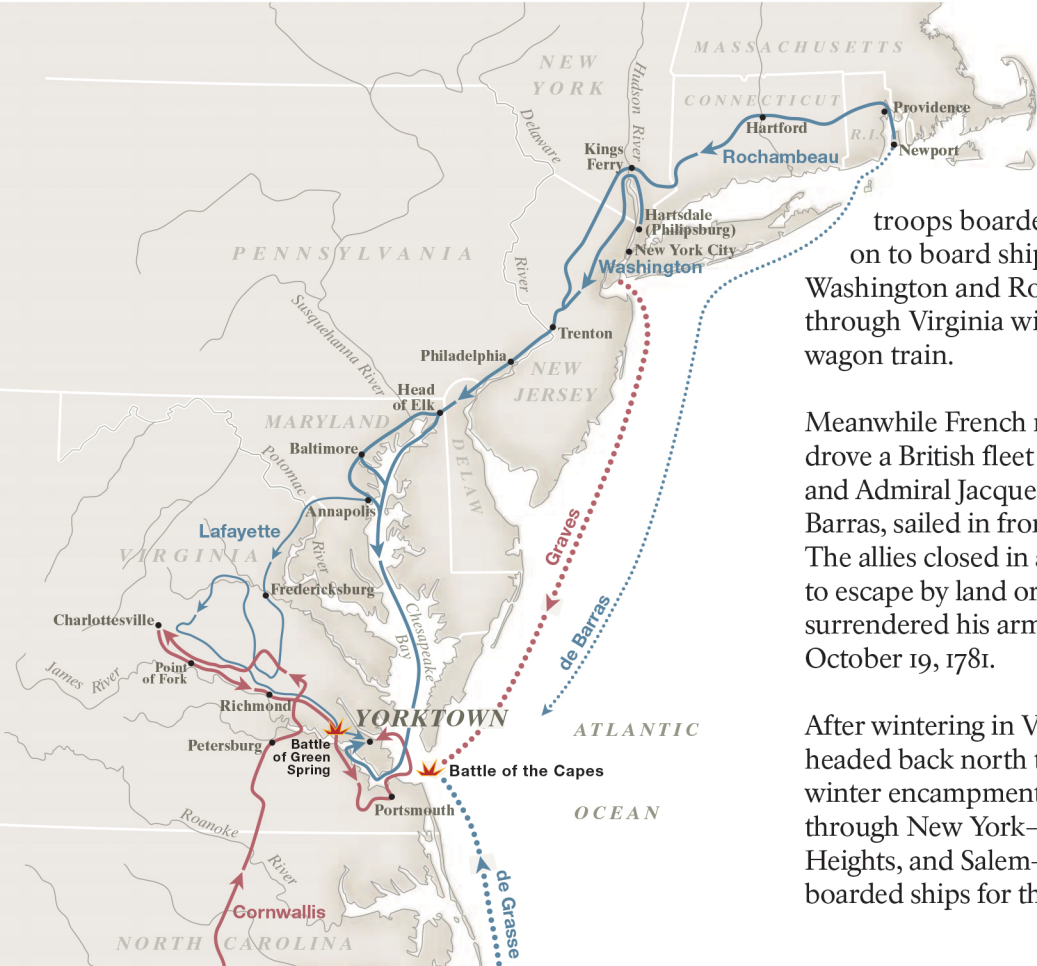 MASSACHUSETTS
NEW
YORK
Hudson River
CONNECTICUT
Providence
Hartford
R.I.
Delaware
Kings
Ferry
Rochambeau
Newport
Hartsdale
(Philipsburg)
New York City
Washington
PENNSYLVANIA
River
Susquehanna River
Trenton
Philadelphia
NEW
JERSEY
Head
of Elk
MARYLAND
DELAW
Baltimore
Potomac
Annapolis
Lafayette
River
VIRGINIA
Graves
Fredericksburg
de Barras
Chesapeake
Bay
Charlottesville
Point
of Fork
James River
Richmond
YORKTOWN
ATLANTIC
Petersburg
Battle
of Green
Spring
Battle of the Capes
OCEAN
Portsmouth
Roanoke
River
de Grasse
Cornwallis
NORTH CAROLINA
troops boarde
on to board ship
Washington and Ro
through Virginia wi
wagon train.
Meanwhile French n
drove a British fleet
and Admiral Jacque
Barras, sailed in fron
The allies closed in a
to escape by land or
surrendered his arm
October 19, 1781.
After wintering in V
headed back north t
winter encampment
through New York–
Heights, and Salem–
boarded ships for th